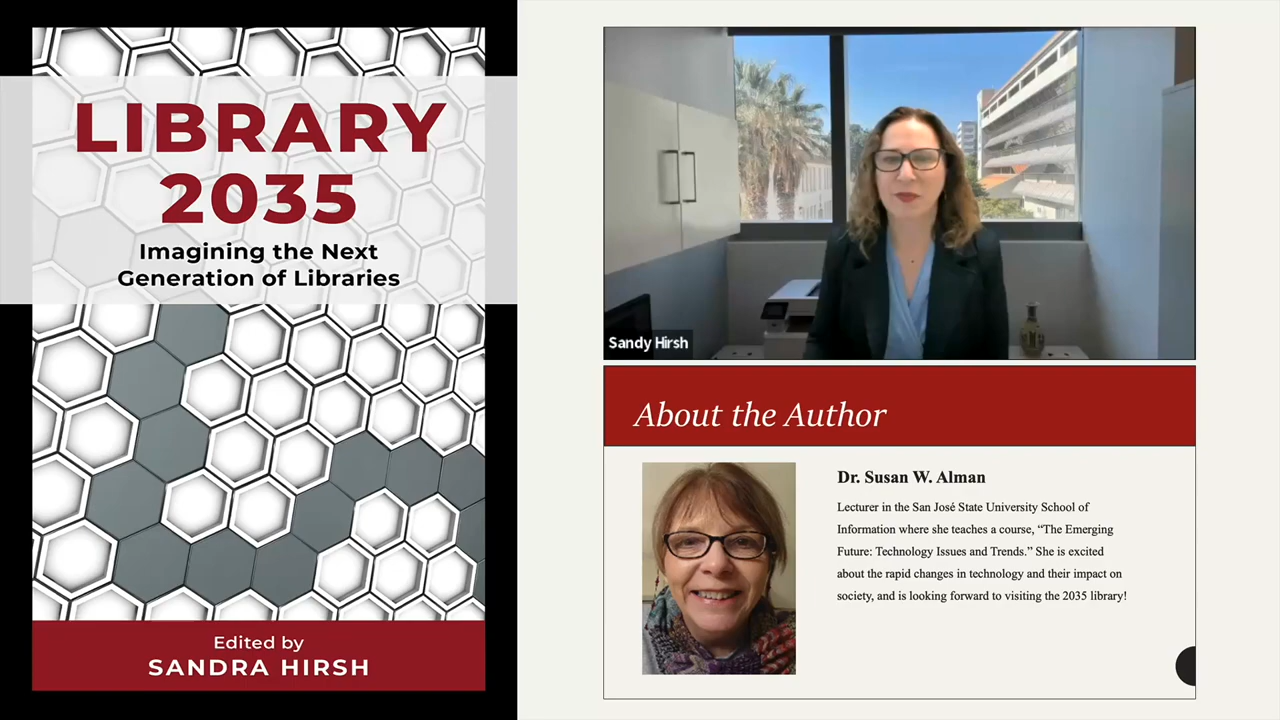 LIBRARY
2035
Imagining the Next
Generation of Libraries
Edited by
SANDRA HIRSH
Sandy Hirsh
About the Author
Dr. Susan W. Alman
Lecturer in the San José State University School of
Information where she teaches a course, “The Emerging
Future: Technology Issues and Trends.” She is excited
about the rapid changes in technology and their impact on
society, and is looking forward to visiting the 2035 library!